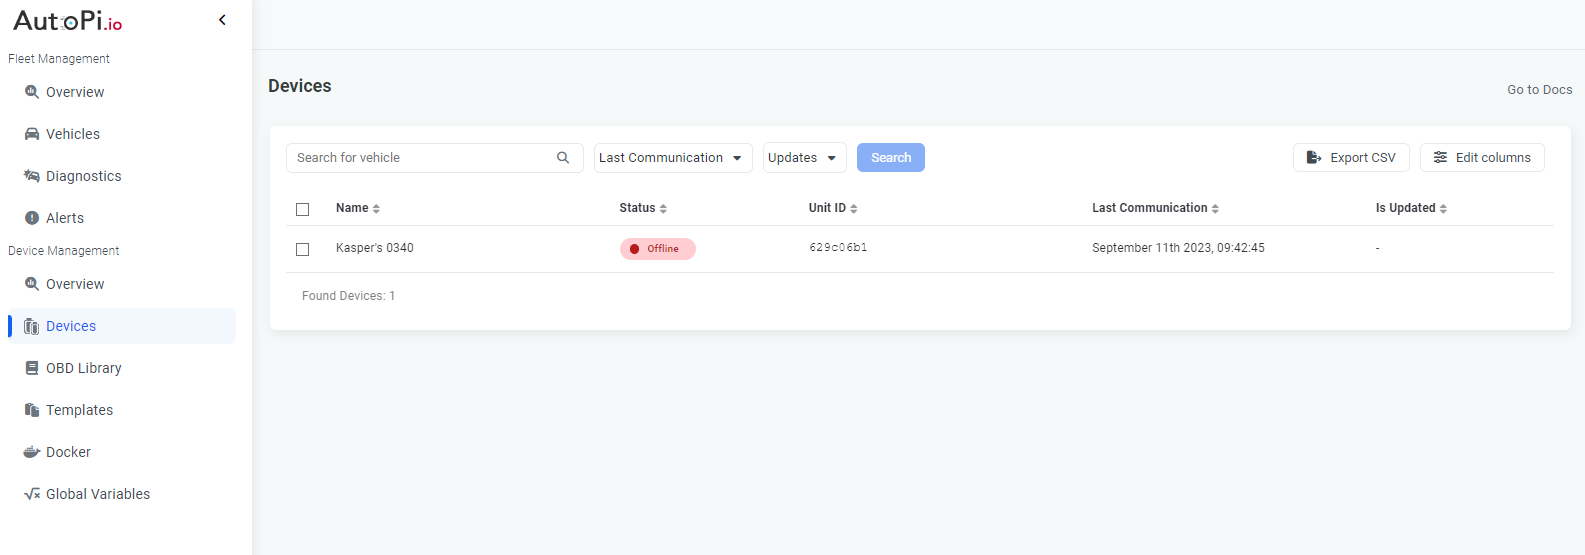 AutoPi.io
Fleet Management
Overview
Vehicles
Diagnostics
Alerts
Device Management
Overview
Devices
OBD Library
Templates
Docker
Global Variables
Devices
Go to Docs
Search for vehicle Last Communication Updates Search Export CSV Edit columns
Name Status Unit ID Last Communication Is Updated
Kasper's 0340 Offline 629c06b1 September 11th 2023, 09:42:45 -
Found Devices: 1